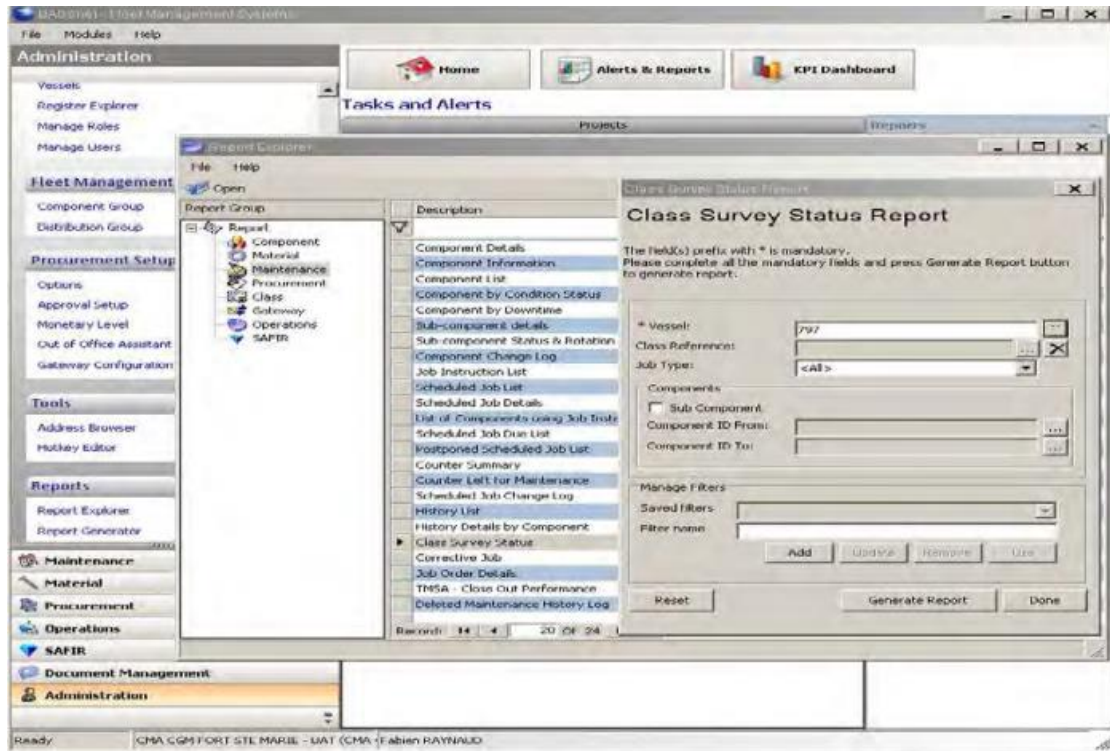 Fleet Management Systems
File Modules Help
Administration
Home
Alerts & Reports
KPI Dashboard
Vessels
Register Explorer
Manage Roles
Manage Users
Tasks and Alerts
Projects
Fleet Management
Component Group
Distribution Group
Procurement Setup
Options
Approval Setup
Monetary Level
Out of Office Assistant
Gateway Configuration
Tools
Address Browser
Hotkey Editor
Reports
Report Explorer
Report Generator
Maintenance
Material
Procurement
Operations
SAFIR
Document Management
Administration
Report Explorer
File Help
Open
Report Group
Report
Component
Material
Maintenance
Procurement
Class
Gateway
Operations
SAFIR
Description
Component Details
Component Information
Component List
Component by Condition Status
Component by Downtime
Sub-component details
Sub-component Status & Rotation
Component Change Log
Job Instruction List
Scheduled Job List
Scheduled Job Details
List of Components using Job Instr
Scheduled Job Due List
Postponed Scheduled Job List
Counter Summary
Counter Left for Maintenance
Scheduled Job Change Log
History List
History Details by Component
Class Survey Status
Corrective Job
Job Order Details
TMSA - Close Out Performance
Deleted Maintenance History Log
Record: 20 Of 24
Class Survey Status Report
Class Survey Status Report
The field(s) prefix with * is mandatory.
Please complete all the mandatory fields and press Generate Report button
to generate report.
* Vessel: 797
Class Reference:
Job Type: <All>
Components
Sub Component
Component ID From:
Component ID To:
Manage Filters
Saved filters
Filter name
Add Update Remove Use
Reset Generate Report Done
Ready CMA CGM FORT STE MARIE - UAT (CMA Fabien RAYNAUD